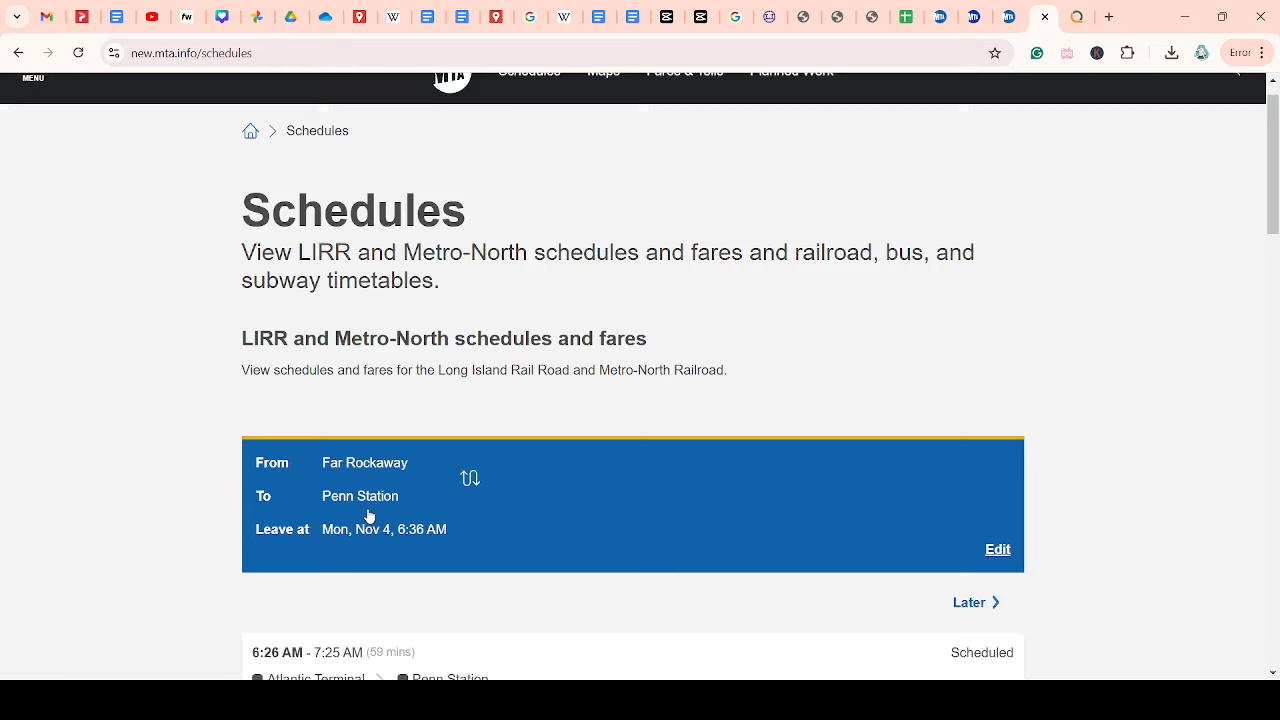 new.mta.info/schedules
Error
MENU
MTA
Schedules Maps Fares & Tolls Planned Work
Schedules
Schedules
View LIRR and Metro-North schedules and fares and railroad, bus, and
subway timetables.
LIRR and Metro-North schedules and fares
View schedules and fares for the Long Island Rail Road and Metro-North Railroad.
From Far Rockaway
To Penn Station
Leave at Mon, Nov 4, 6:36 AM
Edit
Later
6:26 AM - 7:25 AM (59 mins) Scheduled
Atlantic Terminal Penn Station